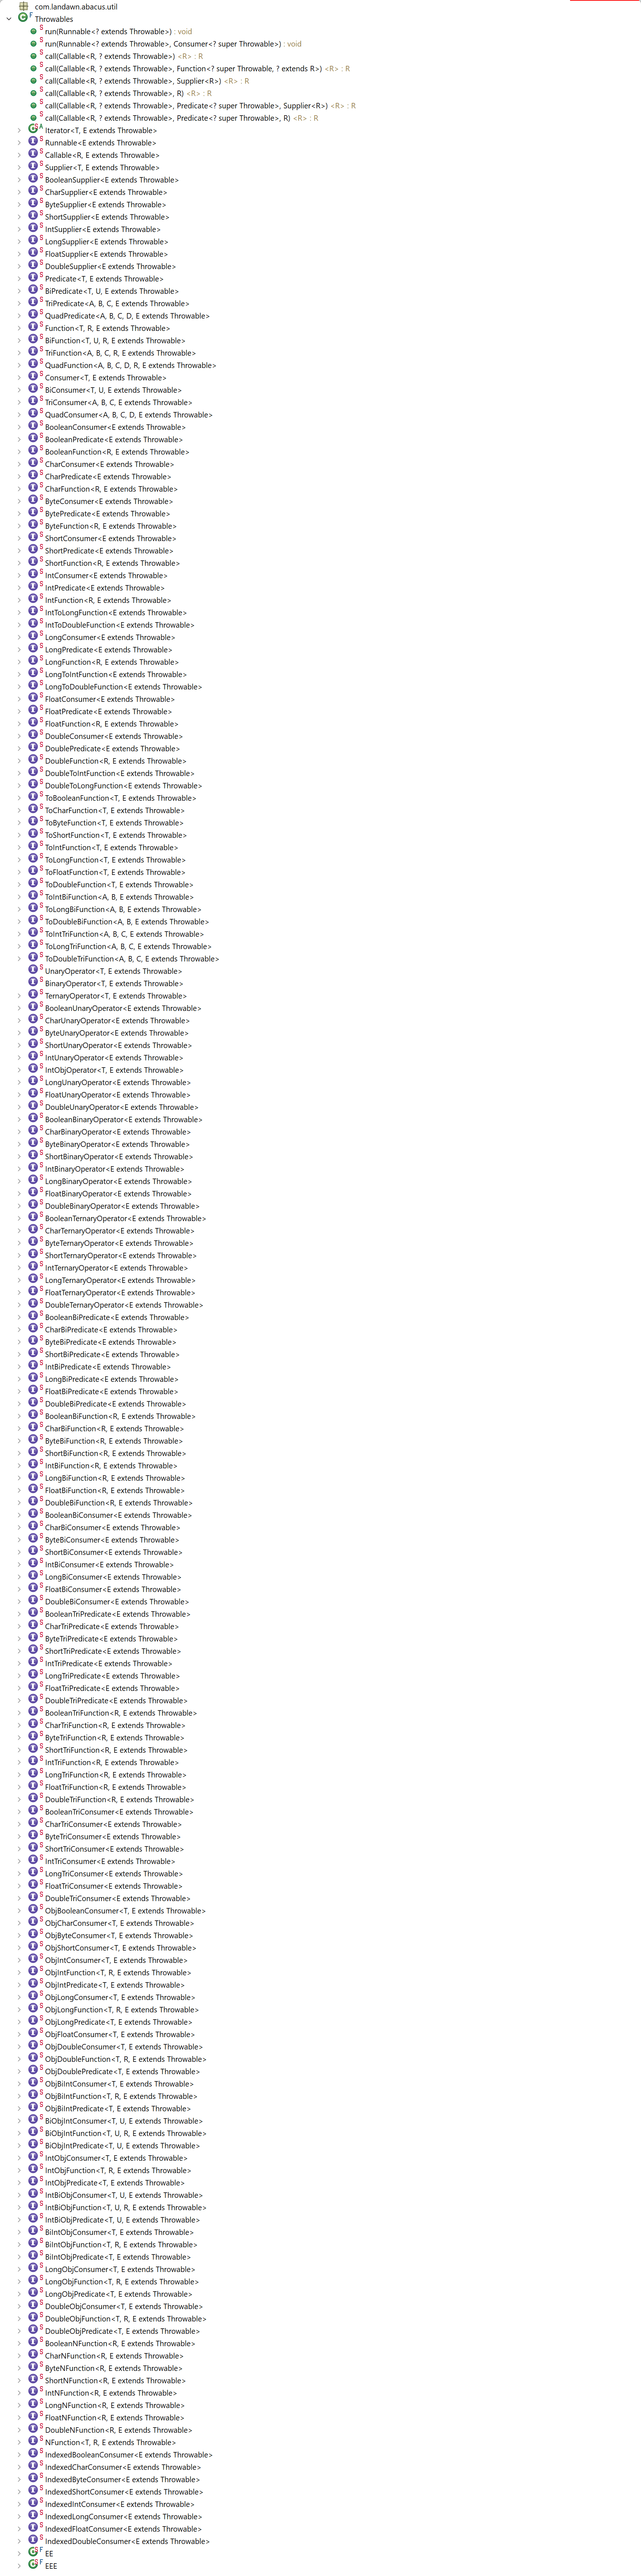 com.landawn.abacus.util
Throwables
run(Runnable<? extends Throwable>) : void
run(Runnable<? extends Throwable>, Consumer<? super Throwable>) : void
call(Callable<R, ? extends Throwable>) <R> : R
call(Callable<R, ? extends Throwable>, Function<? super Throwable, ? extends R>) <R> : R
call(Callable<R, ? extends Throwable>, Supplier<R>) <R> : R
call(Callable<R, ? extends Throwable>, R) <R> : R
call(Callable<R, ? extends Throwable>, Predicate<? super Throwable>, Supplier<R>) <R> : R
call(Callable<R, ? extends Throwable>, Predicate<? super Throwable>, R) <R> : R
Iterator<T, E extends Throwable>
Runnable<E extends Throwable>
Callable<R, E extends Throwable>
Supplier<T, E extends Throwable>
BooleanSupplier<E extends Throwable>
CharSupplier<E extends Throwable>
ByteSupplier<E extends Throwable>
ShortSupplier<E extends Throwable>
IntSupplier<E extends Throwable>
LongSupplier<E extends Throwable>
FloatSupplier<E extends Throwable>
DoubleSupplier<E extends Throwable>
Predicate<T, E extends Throwable>
BiPredicate<T, U, E extends Throwable>
TriPredicate<A, B, C, E extends Throwable>
QuadPredicate<A, B, C, D, E extends Throwable>
Function<T, R, E extends Throwable>
BiFunction<T, U, R, E extends Throwable>
TriFunction<A, B, C, R, E extends Throwable>
QuadFunction<A, B, C, D, R, E extends Throwable>
Consumer<T, E extends Throwable>
BiConsumer<T, U, E extends Throwable>
TriConsumer<A, B, C, E extends Throwable>
QuadConsumer<A, B, C, D, E extends Throwable>
BooleanConsumer<E extends Throwable>
BooleanPredicate<E extends Throwable>
BooleanFunction<R, E extends Throwable>
CharConsumer<E extends Throwable>
CharPredicate<E extends Throwable>
CharFunction<R, E extends Throwable>
ByteConsumer<E extends Throwable>
BytePredicate<E extends Throwable>
ByteFunction<R, E extends Throwable>
ShortConsumer<E extends Throwable>
ShortPredicate<E extends Throwable>
ShortFunction<R, E extends Throwable>
IntConsumer<E extends Throwable>
IntPredicate<E extends Throwable>
IntFunction<R, E extends Throwable>
IntToLongFunction<E extends Throwable>
IntToDoubleFunction<E extends Throwable>
LongConsumer<E extends Throwable>
LongPredicate<E extends Throwable>
LongFunction<R, E extends Throwable>
LongToIntFunction<E extends Throwable>
LongToDoubleFunction<E extends Throwable>
FloatConsumer<E extends Throwable>
FloatPredicate<E extends Throwable>
FloatFunction<R, E extends Throwable>
DoubleConsumer<E extends Throwable>
DoublePredicate<E extends Throwable>
DoubleFunction<R, E extends Throwable>
DoubleToIntFunction<E extends Throwable>
DoubleToLongFunction<E extends Throwable>
ToBooleanFunction<T, E extends Throwable>
ToCharFunction<T, E extends Throwable>
ToByteFunction<T, E extends Throwable>
ToShortFunction<T, E extends Throwable>
ToIntFunction<T, E extends Throwable>
ToLongFunction<T, E extends Throwable>
ToFloatFunction<T, E extends Throwable>
ToDoubleFunction<T, E extends Throwable>
ToIntBiFunction<A, B, E extends Throwable>
ToLongBiFunction<A, B, E extends Throwable>
ToDoubleBiFunction<A, B, E extends Throwable>
ToIntTriFunction<A, B, C, E extends Throwable>
ToLongTriFunction<A, B, C, E extends Throwable>
ToDoubleTriFunction<A, B, C, E extends Throwable>
UnaryOperator<T, E extends Throwable>
BinaryOperator<T, E extends Throwable>
TernaryOperator<T, E extends Throwable>
BooleanUnaryOperator<E extends Throwable>
CharUnaryOperator<E extends Throwable>
ByteUnaryOperator<E extends Throwable>
ShortUnaryOperator<E extends Throwable>
IntUnaryOperator<E extends Throwable>
IntObjOperator<T, E extends Throwable>
LongUnaryOperator<E extends Throwable>
FloatUnaryOperator<E extends Throwable>
DoubleUnaryOperator<E extends Throwable>
BooleanBinaryOperator<E extends Throwable>
CharBinaryOperator<E extends Throwable>
ByteBinaryOperator<E extends Throwable>
ShortBinaryOperator<E extends Throwable>
IntBinaryOperator<E extends Throwable>
LongBinaryOperator<E extends Throwable>
FloatBinaryOperator<E extends Throwable>
DoubleBinaryOperator<E extends Throwable>
BooleanTernaryOperator<E extends Throwable>
CharTernaryOperator<E extends Throwable>
ByteTernaryOperator<E extends Throwable>
ShortTernaryOperator<E extends Throwable>
IntTernaryOperator<E extends Throwable>
LongTernaryOperator<E extends Throwable>
FloatTernaryOperator<E extends Throwable>
DoubleTernaryOperator<E extends Throwable>
BooleanBiPredicate<E extends Throwable>
CharBiPredicate<E extends Throwable>
ByteBiPredicate<E extends Throwable>
ShortBiPredicate<E extends Throwable>
IntBiPredicate<E extends Throwable>
LongBiPredicate<E extends Throwable>
FloatBiPredicate<E extends Throwable>
DoubleBiPredicate<E extends Throwable>
BooleanBiFunction<R, E extends Throwable>
CharBiFunction<R, E extends Throwable>
ByteBiFunction<R, E extends Throwable>
ShortBiFunction<R, E extends Throwable>
IntBiFunction<R, E extends Throwable>
LongBiFunction<R, E extends Throwable>
FloatBiFunction<R, E extends Throwable>
DoubleBiFunction<R, E extends Throwable>
BooleanBiConsumer<E extends Throwable>
CharBiConsumer<E extends Throwable>
ByteBiConsumer<E extends Throwable>
ShortBiConsumer<E extends Throwable>
IntBiConsumer<E extends Throwable>
LongBiConsumer<E extends Throwable>
FloatBiConsumer<E extends Throwable>
DoubleBiConsumer<E extends Throwable>
BooleanTriPredicate<E extends Throwable>
CharTriPredicate<E extends Throwable>
ByteTriPredicate<E extends Throwable>
ShortTriPredicate<E extends Throwable>
IntTriPredicate<E extends Throwable>
LongTriPredicate<E extends Throwable>
FloatTriPredicate<E extends Throwable>
DoubleTriPredicate<E extends Throwable>
BooleanTriFunction<R, E extends Throwable>
CharTriFunction<R, E extends Throwable>
ByteTriFunction<R, E extends Throwable>
ShortTriFunction<R, E extends Throwable>
IntTriFunction<R, E extends Throwable>
LongTriFunction<R, E extends Throwable>
FloatTriFunction<R, E extends Throwable>
DoubleTriFunction<R, E extends Throwable>
BooleanTriConsumer<E extends Throwable>
CharTriConsumer<E extends Throwable>
ByteTriConsumer<E extends Throwable>
ShortTriConsumer<E extends Throwable>
IntTriConsumer<E extends Throwable>
LongTriConsumer<E extends Throwable>
FloatTriConsumer<E extends Throwable>
DoubleTriConsumer<E extends Throwable>
ObjBooleanConsumer<T, E extends Throwable>
ObjCharConsumer<T, E extends Throwable>
ObjByteConsumer<T, E extends Throwable>
ObjShortConsumer<T, E extends Throwable>
ObjIntConsumer<T, E extends Throwable>
ObjIntFunction<T, R, E extends Throwable>
ObjIntPredicate<T, E extends Throwable>
ObjLongConsumer<T, E extends Throwable>
ObjLongFunction<T, R, E extends Throwable>
ObjLongPredicate<T, E extends Throwable>
ObjFloatConsumer<T, E extends Throwable>
ObjDoubleConsumer<T, E extends Throwable>
ObjDoubleFunction<T, R, E extends Throwable>
ObjDoublePredicate<T, E extends Throwable>
ObjBiIntConsumer<T, E extends Throwable>
ObjBiIntFunction<T, R, E extends Throwable>
ObjBiIntPredicate<T, E extends Throwable>
BiObjIntConsumer<T, U, E extends Throwable>
BiObjIntFunction<T, U, R, E extends Throwable>
BiObjIntPredicate<T, U, E extends Throwable>
IntObjConsumer<T, E extends Throwable>
IntObjFunction<T, R, E extends Throwable>
IntObjPredicate<T, E extends Throwable>
IntBiObjConsumer<T, U, E extends Throwable>
IntBiObjFunction<T, U, R, E extends Throwable>
IntBiObjPredicate<T, U, E extends Throwable>
BiIntObjConsumer<T, E extends Throwable>
BiIntObjFunction<T, R, E extends Throwable>
BiIntObjPredicate<T, E extends Throwable>
LongObjConsumer<T, E extends Throwable>
LongObjFunction<T, R, E extends Throwable>
LongObjPredicate<T, E extends Throwable>
DoubleObjConsumer<T, E extends Throwable>
DoubleObjFunction<T, R, E extends Throwable>
DoubleObjPredicate<T, E extends Throwable>
BooleanNFunction<R, E extends Throwable>
CharNFunction<R, E extends Throwable>
ByteNFunction<R, E extends Throwable>
ShortNFunction<R, E extends Throwable>
IntNFunction<R, E extends Throwable>
LongNFunction<R, E extends Throwable>
FloatNFunction<R, E extends Throwable>
DoubleNFunction<R, E extends Throwable>
NFunction<T, R, E extends Throwable>
IndexedBooleanConsumer<E extends Throwable>
IndexedCharConsumer<E extends Throwable>
IndexedByteConsumer<E extends Throwable>
IndexedShortConsumer<E extends Throwable>
IndexedIntConsumer<E extends Throwable>
IndexedLongConsumer<E extends Throwable>
IndexedFloatConsumer<E extends Throwable>
IndexedDoubleConsumer<E extends Throwable>
EE
EEE